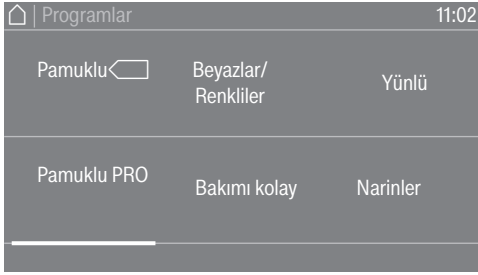 Programlar 11:02
Pamuklu
Beyazlar/
Renkliler
Yünlü
Pamuklu PRO
Bakımı kolay
Narinler